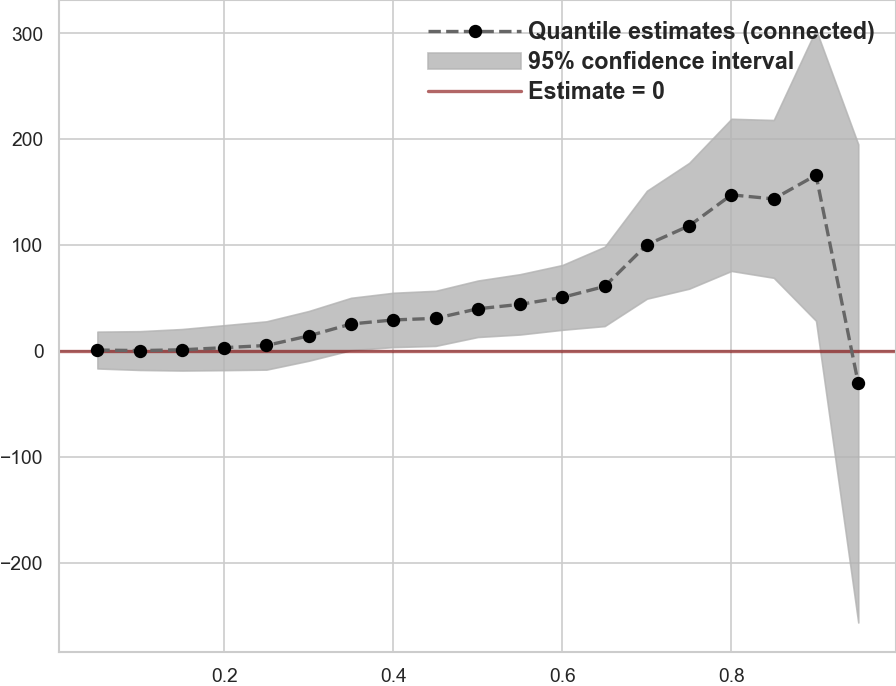 300
200
100
0
−100
−200
Quantile estimates (connected)
95% confidence interval
Estimate = 0
0.2 0.4 0.6 0.8